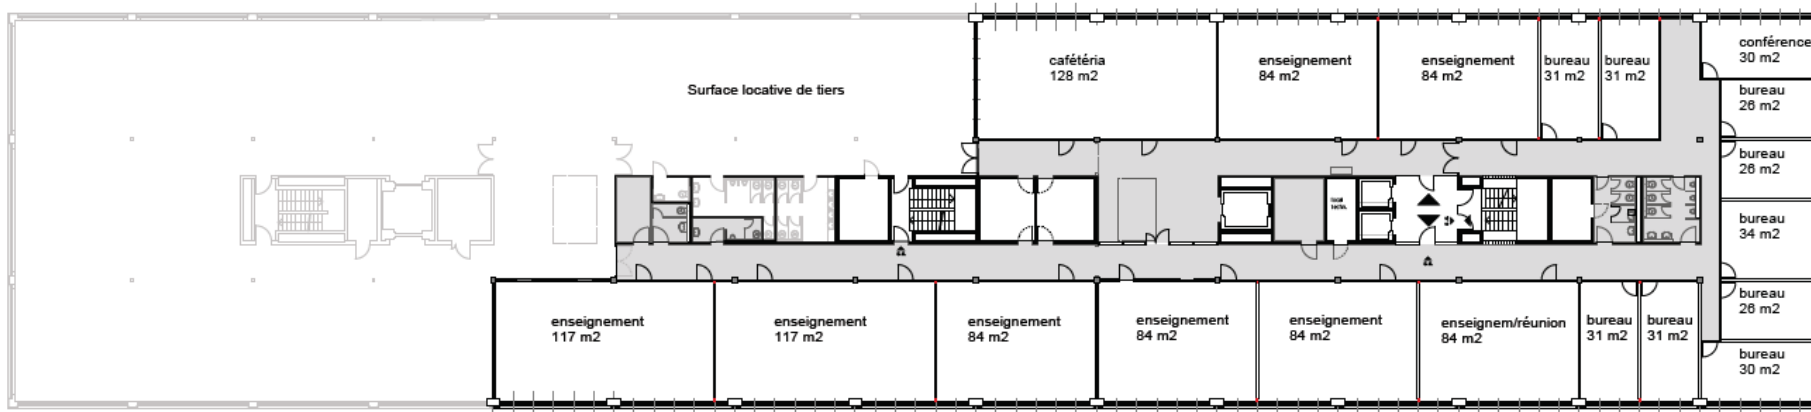 cafétéria
128 m2
enseignement
84 m2
enseignement
84 m2
bureau
31 m2
bureau
31 m2
conférence
30 m2
Surface locative de tiers
bureau
26 m2
bureau
26 m2
local
techn.
bureau
34 m2
bureau
26 m2
enseignement
117 m2
enseignement
117 m2
enseignement
84 m2
enseignement
84 m2
enseignement
84 m2
enseignem/réunion
84 m2
bureau
31 m2
bureau
31 m2
bureau
30 m2